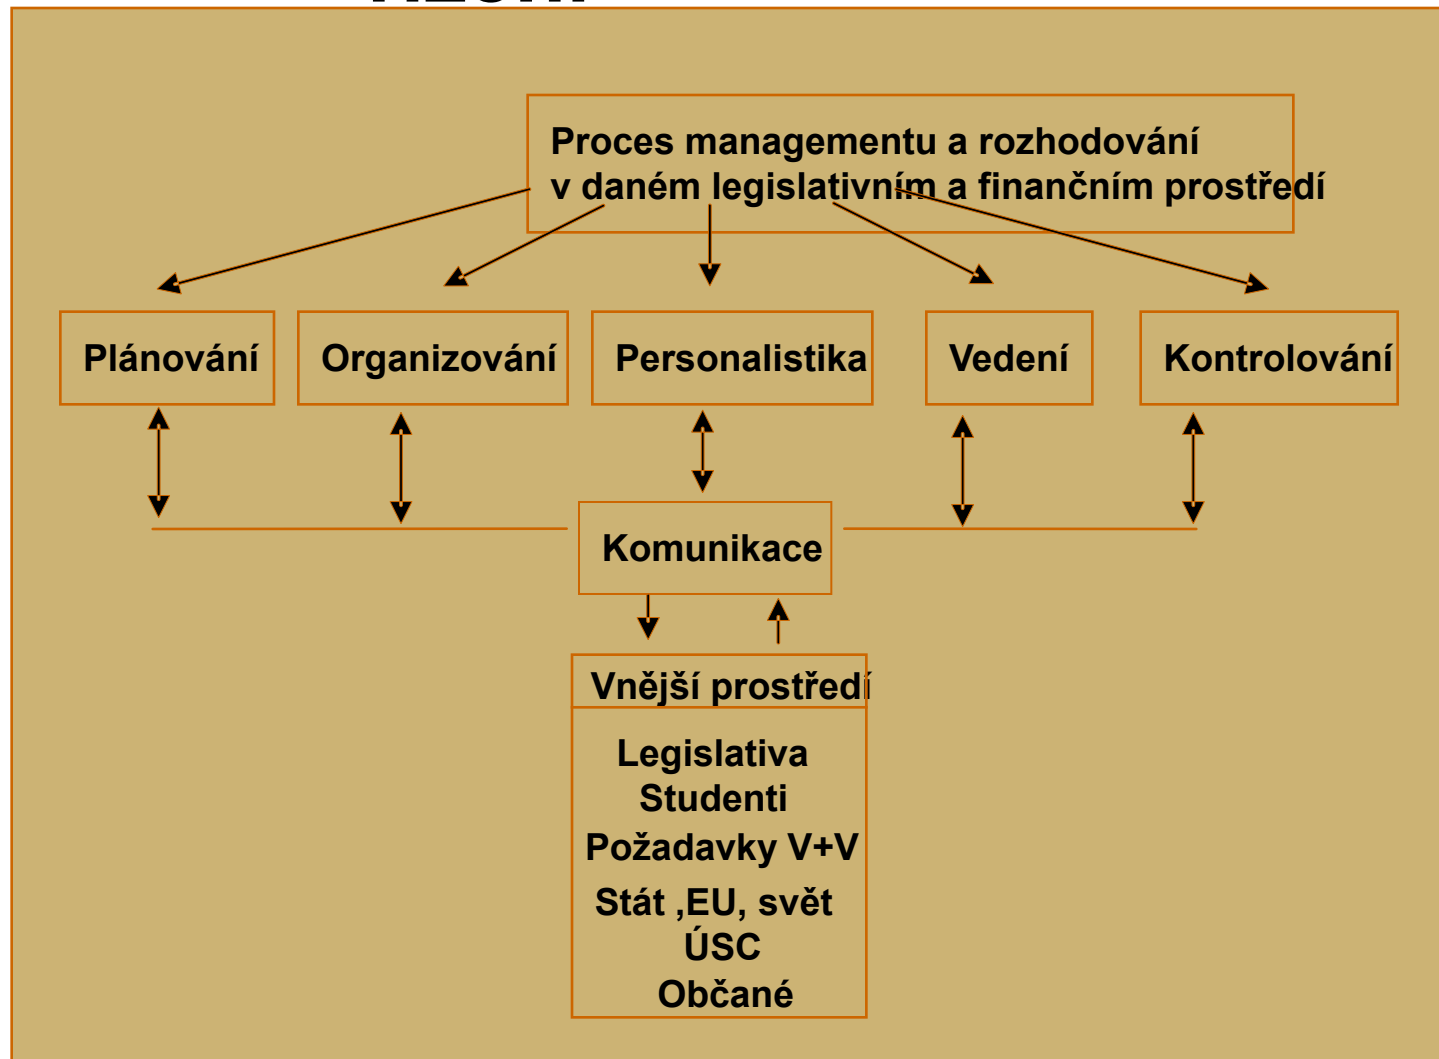 Proces managementu a rozhodování
v daném legislativním a finančním prostředí
Plánování
Organizování
Personalistika
Vedení
Kontrolování
Komunikace
Vnější prostředí
Legislativa
Studenti
Požadavky V+V
Stát ,EU, svět
ÚSC
Občané